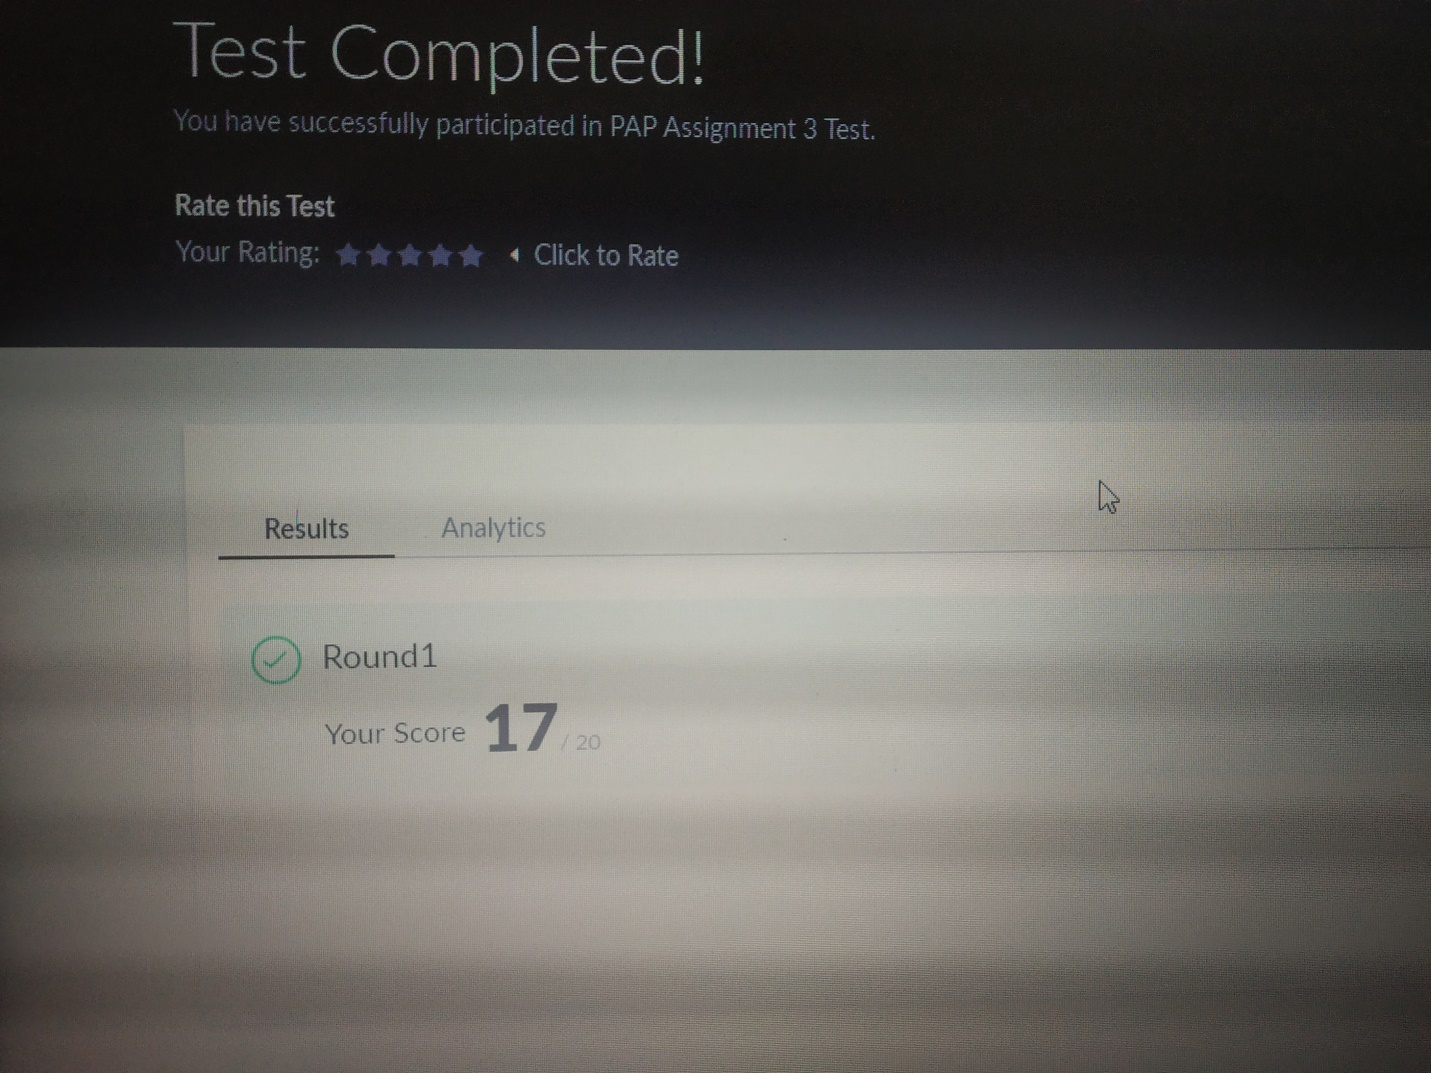 Test Completed!
You have successfully participated in PAP Assignment 3 Test.
Rate this Test
Your Rating: ★★★★★ ◂ Click to Rate
Results Analytics
Round1
Your Score 17 / 20